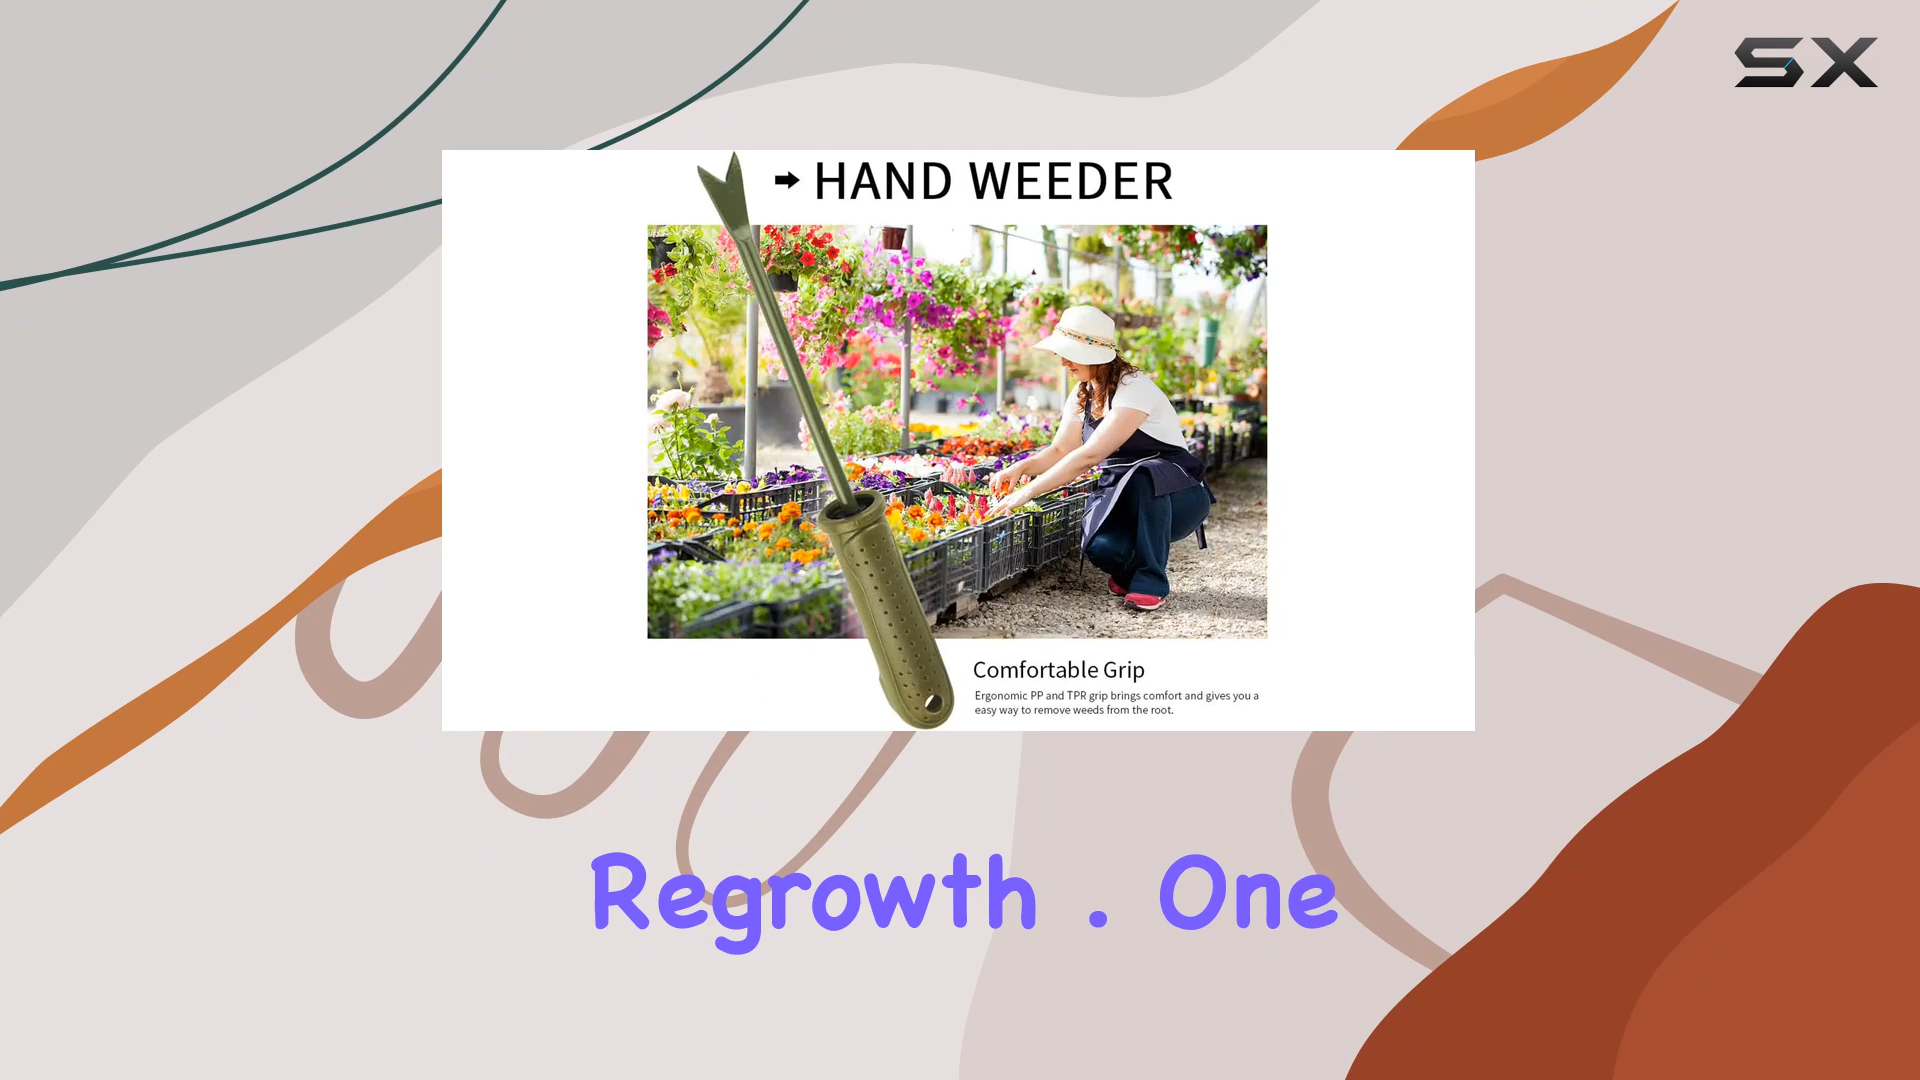 SX
HAND WEEDER
Comfortable Grip
Ergonomic PP and TPR grip brings comfort and gives you a
easy way to remove weeds from the root.
Regrowth . One